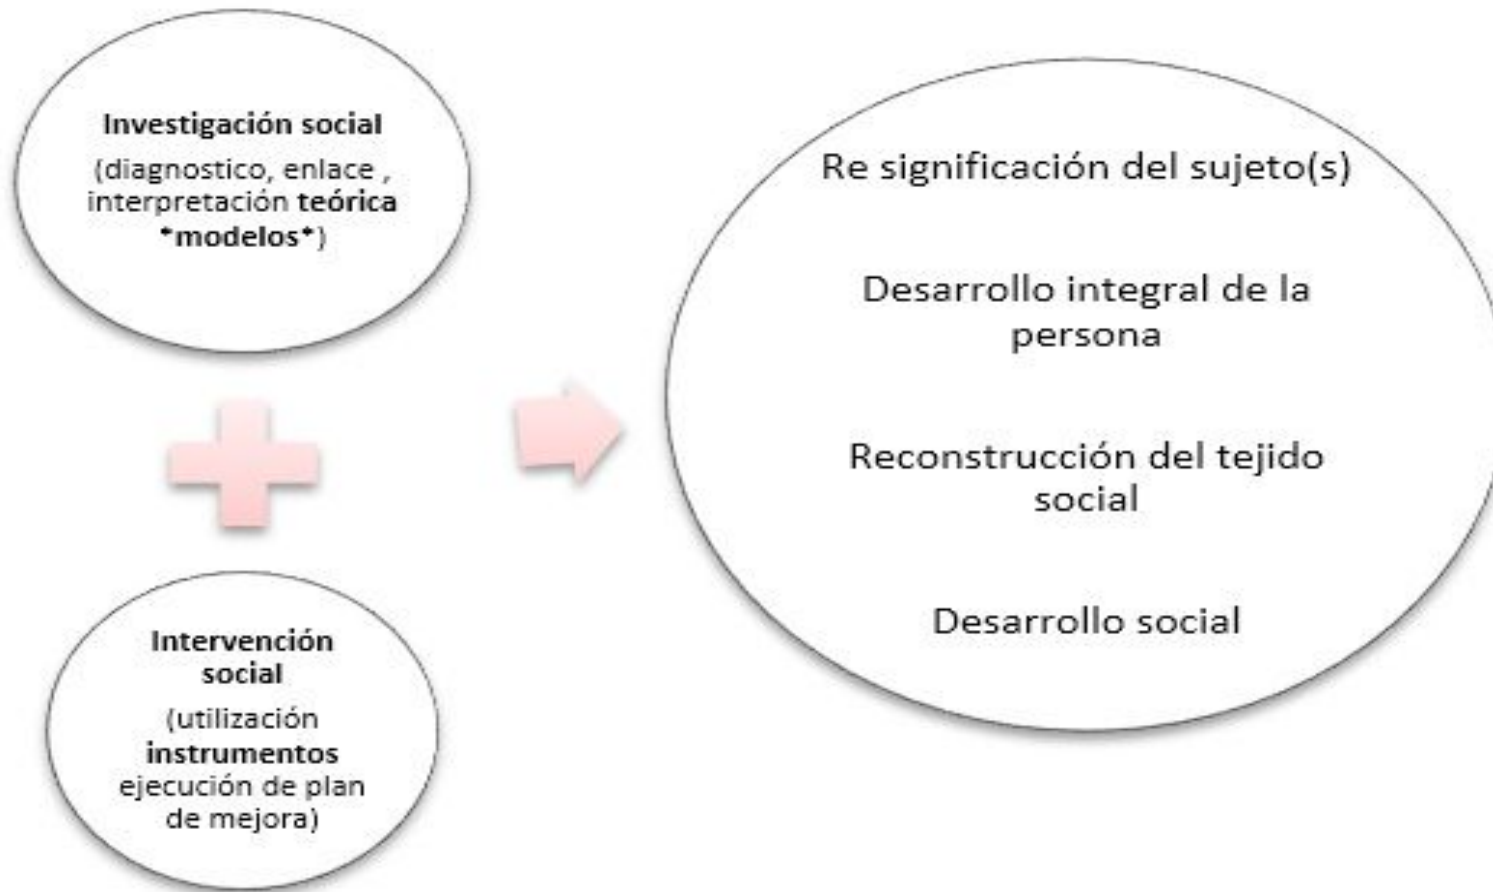 Investigación social
(diagnostico, enlace ,
interpretación teórica
*modelos*)
Intervención
social
(utilización
instrumentos
ejecución de plan
de mejora)
Re significación del sujeto(s)
Desarrollo integral de la
persona
Reconstrucción del tejido
social
Desarrollo social